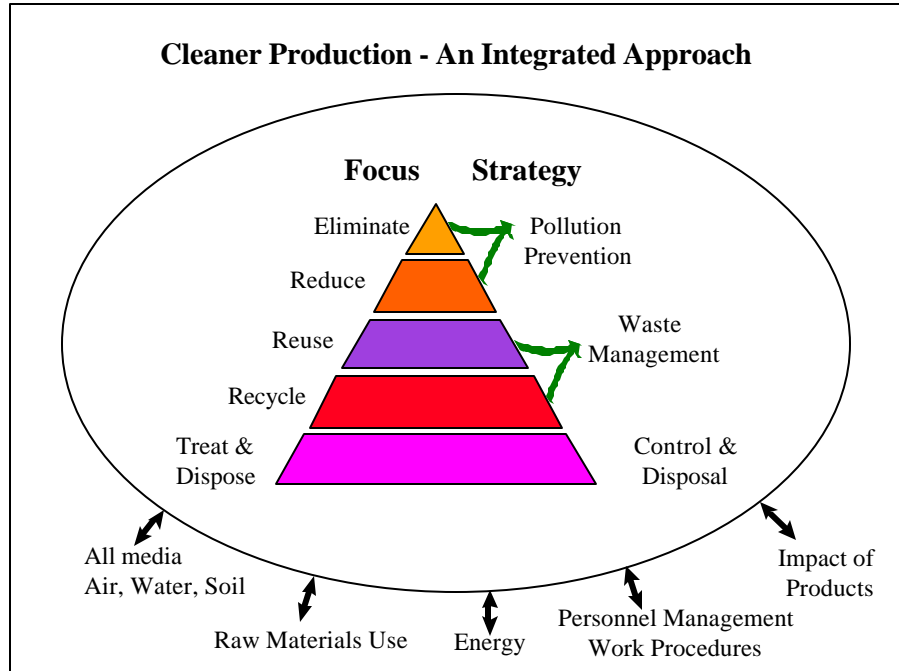 Cleaner Production - An Integrated Approach
Focus Strategy
Eliminate
Pollution
Prevention
Reduce
Reuse
Waste
Management
Recycle
Treat &
Dispose
Control &
Disposal
All media
Air, Water, Soil
Raw Materials Use
Energy
Personnel Management
Work Procedures
Impact of
Products